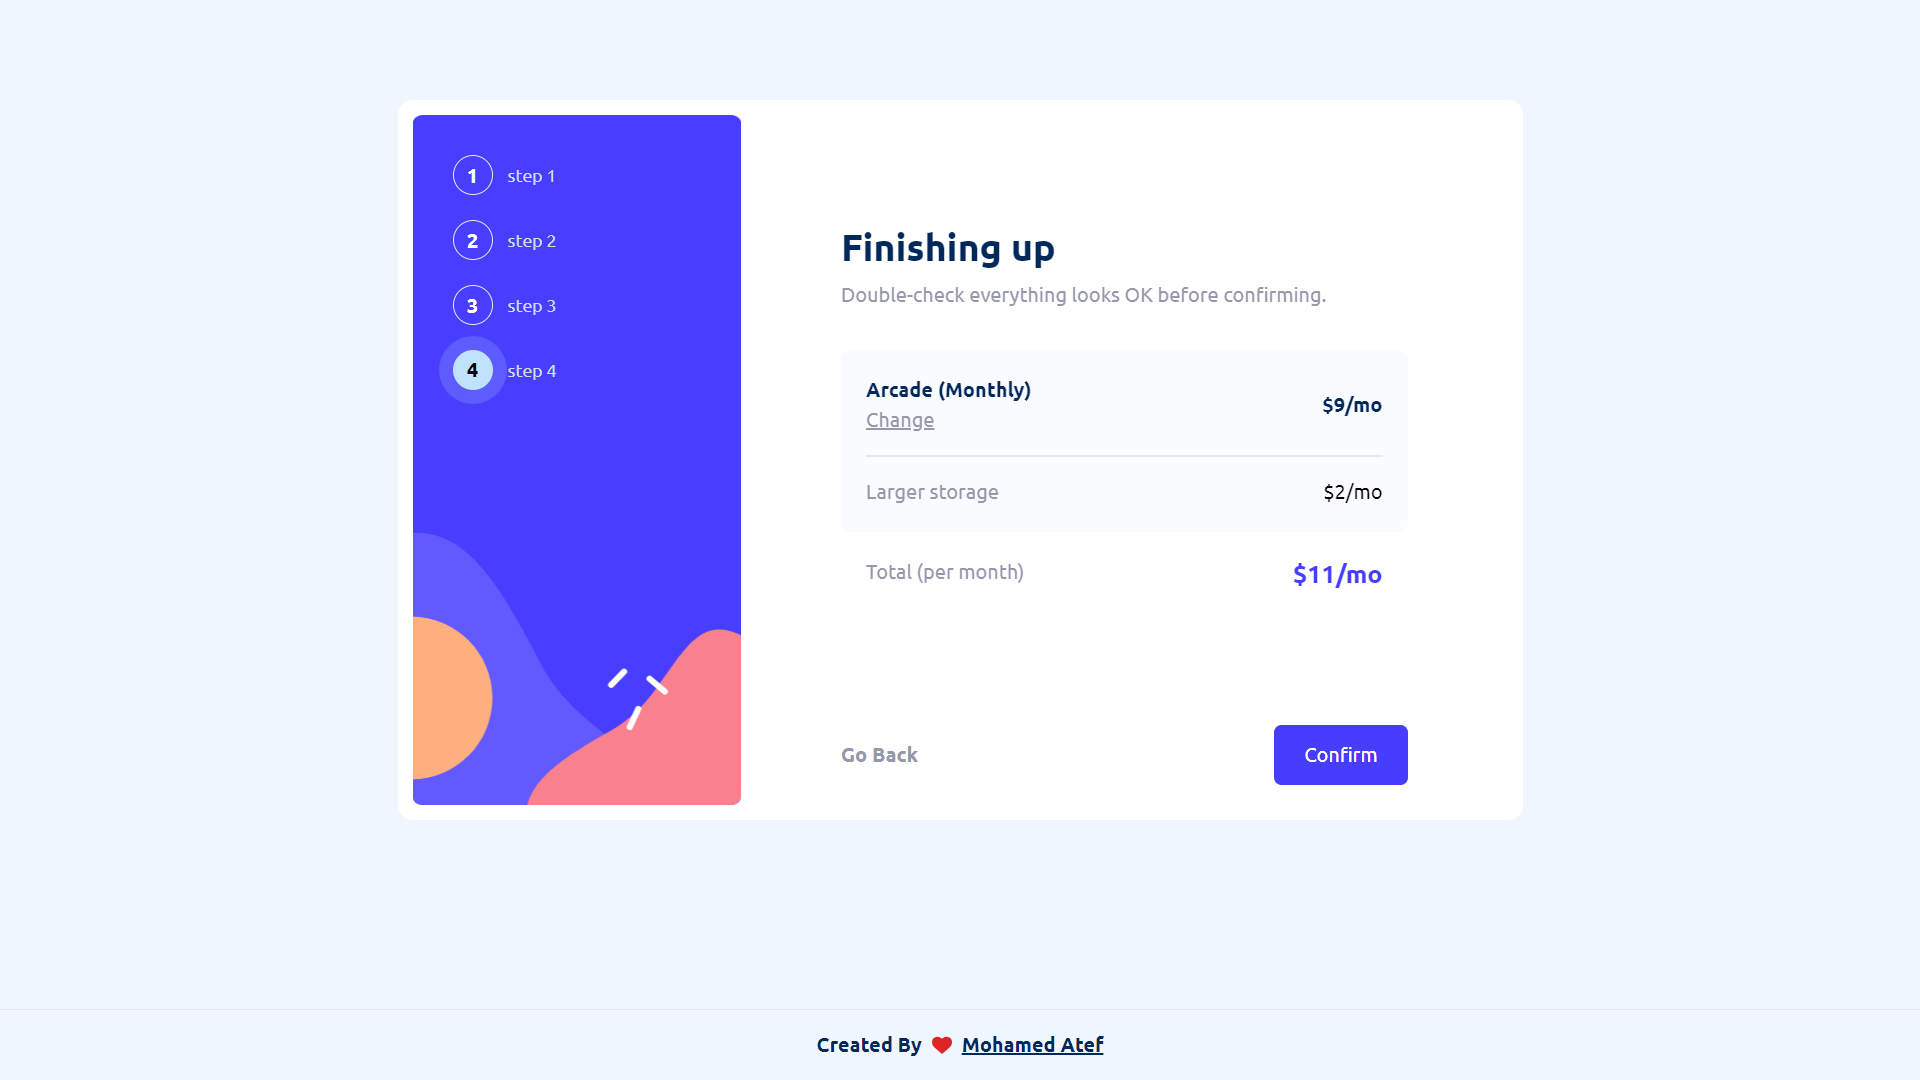 1 step 1
2 step 2
3 step 3
4 step 4
Finishing up
Double-check everything looks OK before confirming.
Arcade (Monthly)
Change
$9/mo
Larger storage $2/mo
Total (per month) $11/mo
Go Back Confirm
Created By Mohamed Atef